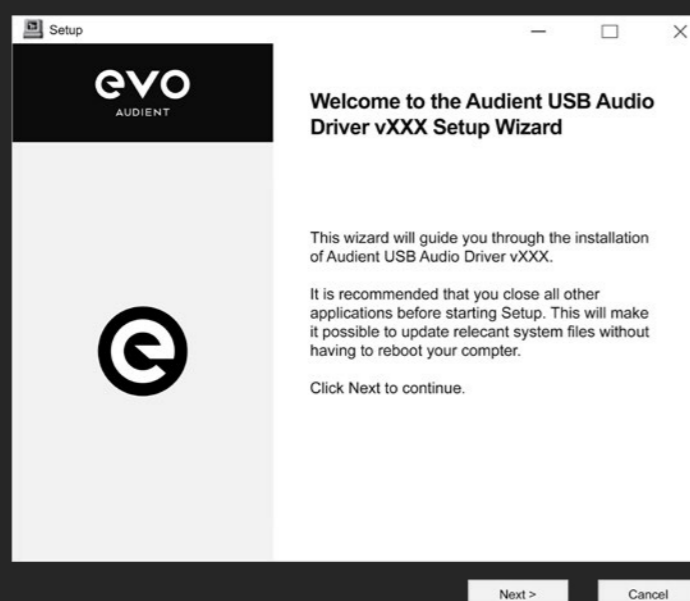 Setup
evo
AUDIENT
Welcome to the Audient USB Audio
Driver vXXX Setup Wizard
This wizard will guide you through the installation
of Audient USB Audio Driver vXXX.
It is recommended that you close all other
applications before starting Setup. This will make
it possible to update relecant system files without
having to reboot your compter.
Click Next to continue.
e
Next >
Cancel